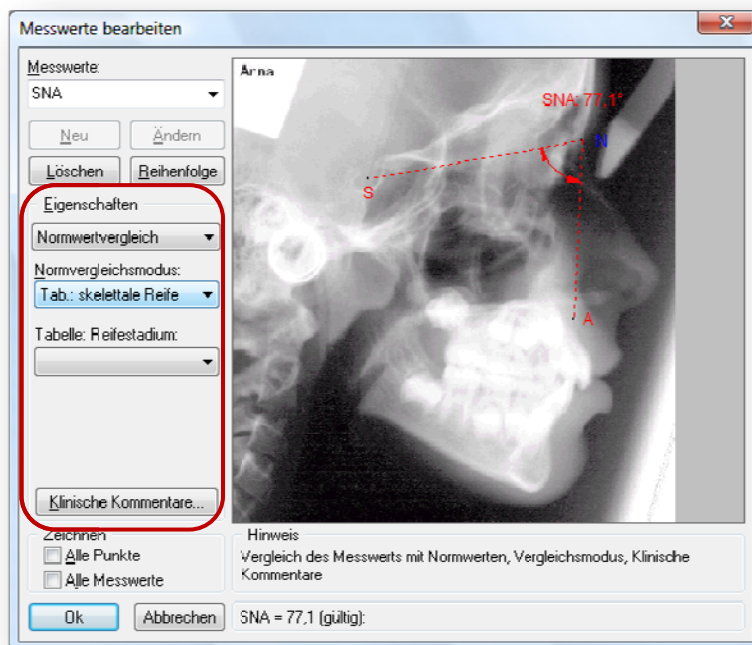 Messwerte bearbeiten
Messwerte:
SNA
Neu
Ändern
Löschen
Reihenfolge
Eigenschaften
Normwertvergleich
Normvergleichsmodus:
Tab.: skelettale Reife
Tabelle: Reifestadium:
Klinische Kommentare...
Zeichnen
Alle Punkte
Alle Messwerte
Ok
Abbrechen
Arna
SNA: 77,1°
N
S
A
Hinweis
Vergleich des Messwerts mit Normwerten, Vergleichsmodus, Klinische
Kommentare
SNA = 77,1 (gültig):